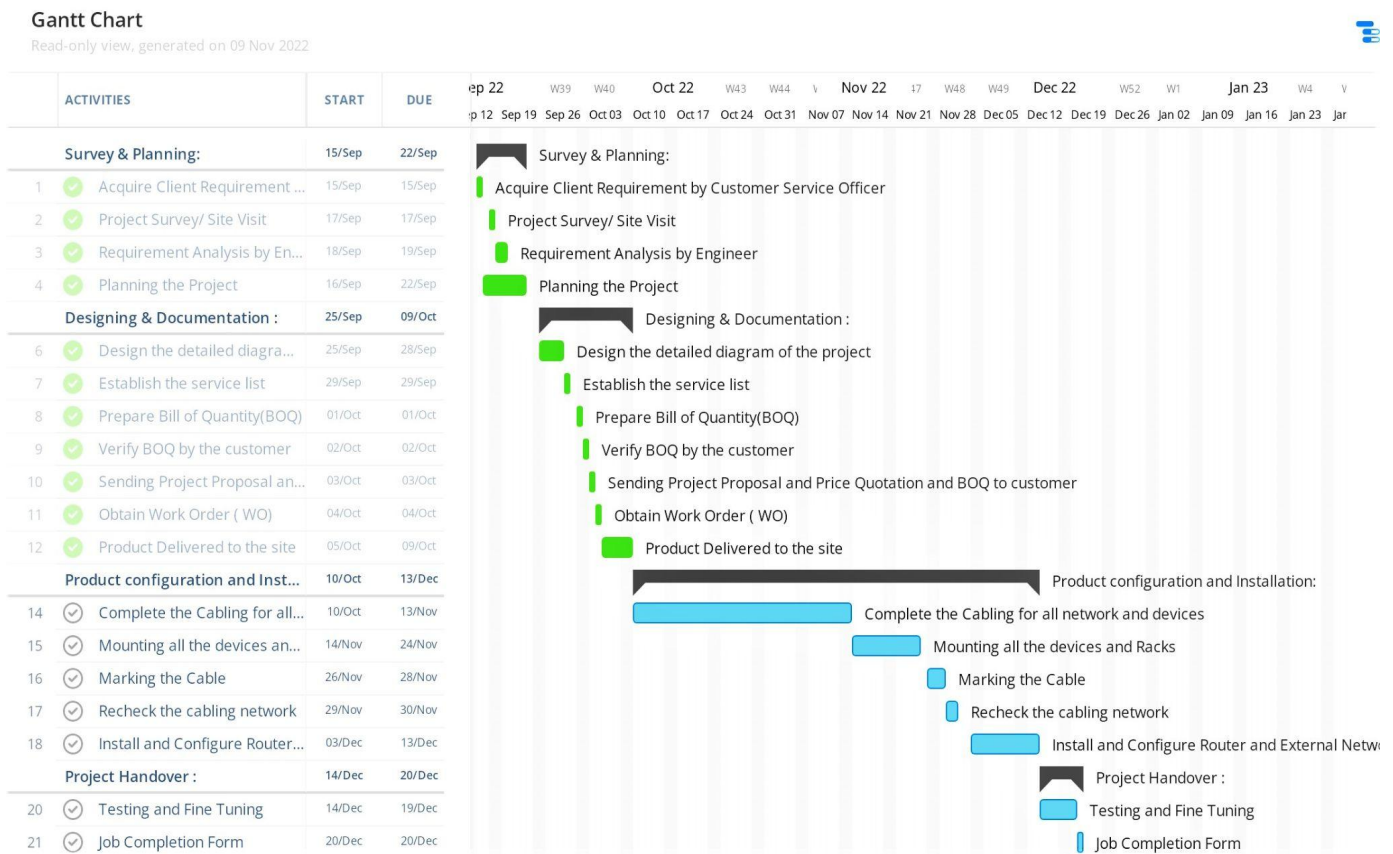 Gantt Chart
Read-only view, generated on 09 Nov 2022
ep 22 W39 W40 Oct 22 W43 W44 Nov 22 47 W48 W49 Dec 22 W52 W1 Jan 23 W4
ACTIVITIES START DUE
ep 12 Sep 19 Sep 26 Oct 03 Oct 10 Oct 17 Oct 24 Oct 31 Nov 07 Nov 14 Nov 21 Nov 28 Dec 05 Dec 12 Dec 19 Dec 26 Jan 02 Jan 09 Jan 16 Jan 23 Jar
Survey & Planning: 15/Sep 22/Sep Survey & Planning:
1 Acquire Client Requirement ... 15/Sep 15/Sep Acquire Client Requirement by Customer Service Officer
2 Project Survey/ Site Visit 17/Sep 17/Sep Project Survey/ Site Visit
3 Requirement Analysis by En... 18/Sep 19/Sep Requirement Analysis by Engineer
4 Planning the Project 16/Sep 22/Sep Planning the Project
Designing & Documentation : 25/Sep 09/Oct Designing & Documentation :
6 Design the detailed diagra... 25/Sep 28/Sep Design the detailed diagram of the project
7 Establish the service list 29/Sep 29/Sep Establish the service list
8 Prepare Bill of Quantity(BOQ) 01/Oct 01/Oct Prepare Bill of Quantity(BOQ)
9 Verify BOQ by the customer 02/Oct 02/Oct Verify BOQ by the customer
10 Sending Project Proposal an... 03/Oct 03/Oct Sending Project Proposal and Price Quotation and BOQ to customer
11 Obtain Work Order ( WO) 04/Oct 04/Oct Obtain Work Order ( WO)
12 Product Delivered to the site 05/Oct 09/Oct Product Delivered to the site
Product configuration and Inst... 10/Oct 13/Dec Product configuration and Installation:
14 Complete the Cabling for all... 10/Oct 13/Nov Complete the Cabling for all network and devices
15 Mounting all the devices an... 14/Nov 24/Nov Mounting all the devices and Racks
16 Marking the Cable 26/Nov 28/Nov Marking the Cable
17 Recheck the cabling network 29/Nov 30/Nov Recheck the cabling network
18 Install and Configure Router... 03/Dec 13/Dec Install and Configure Router and External Netw
Project Handover : 14/Dec 20/Dec Project Handover :
20 Testing and Fine Tuning 14/Dec 19/Dec Testing and Fine Tuning
21 Job Completion Form 20/Dec 20/Dec Job Completion Form